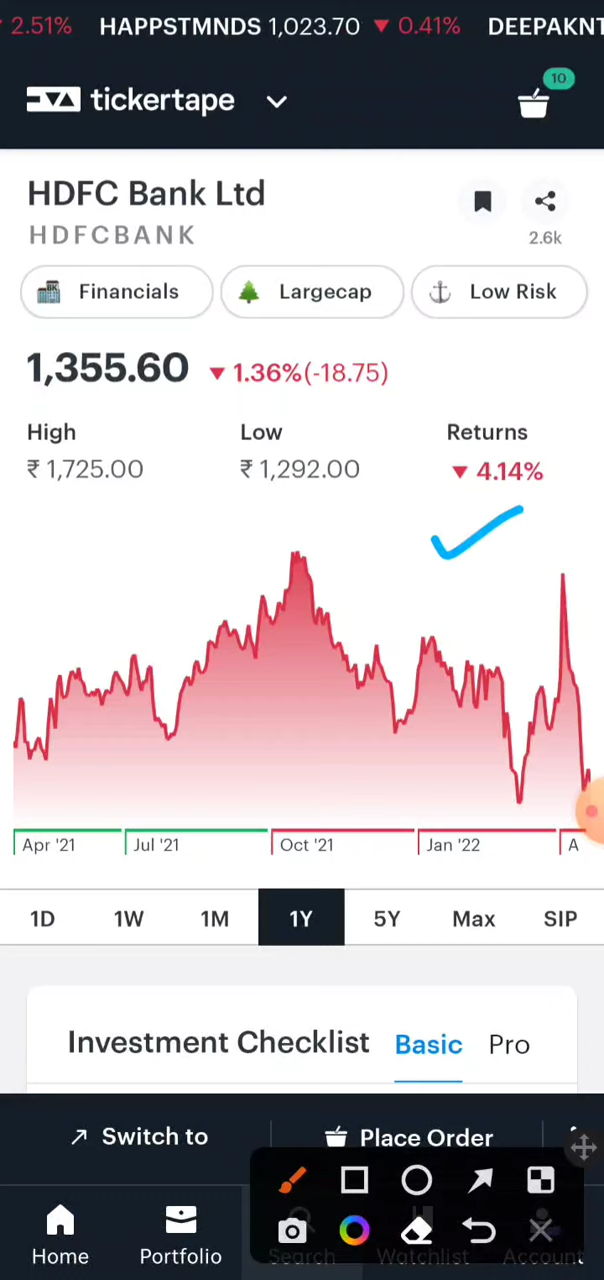 2.51% HAPPSTMNDS 1,023.70 ▼ 0.41% DEEPAKNT
tickertape
10
HDFC Bank Ltd
HDFCBANK
2.6k
Financials Largecap Low Risk
1,355.60 ▼ 1.36%(-18.75)
High Low Returns
₹ 1,725.00 ₹ 1,292.00 ▼ 4.14%
Apr '21 Jul '21 Oct '21 Jan '22 A
1D 1W 1M 1Y 5Y Max SIP
Investment Checklist Basic Pro
Switch to Place Order
Home Portfolio Search Watchlist Account